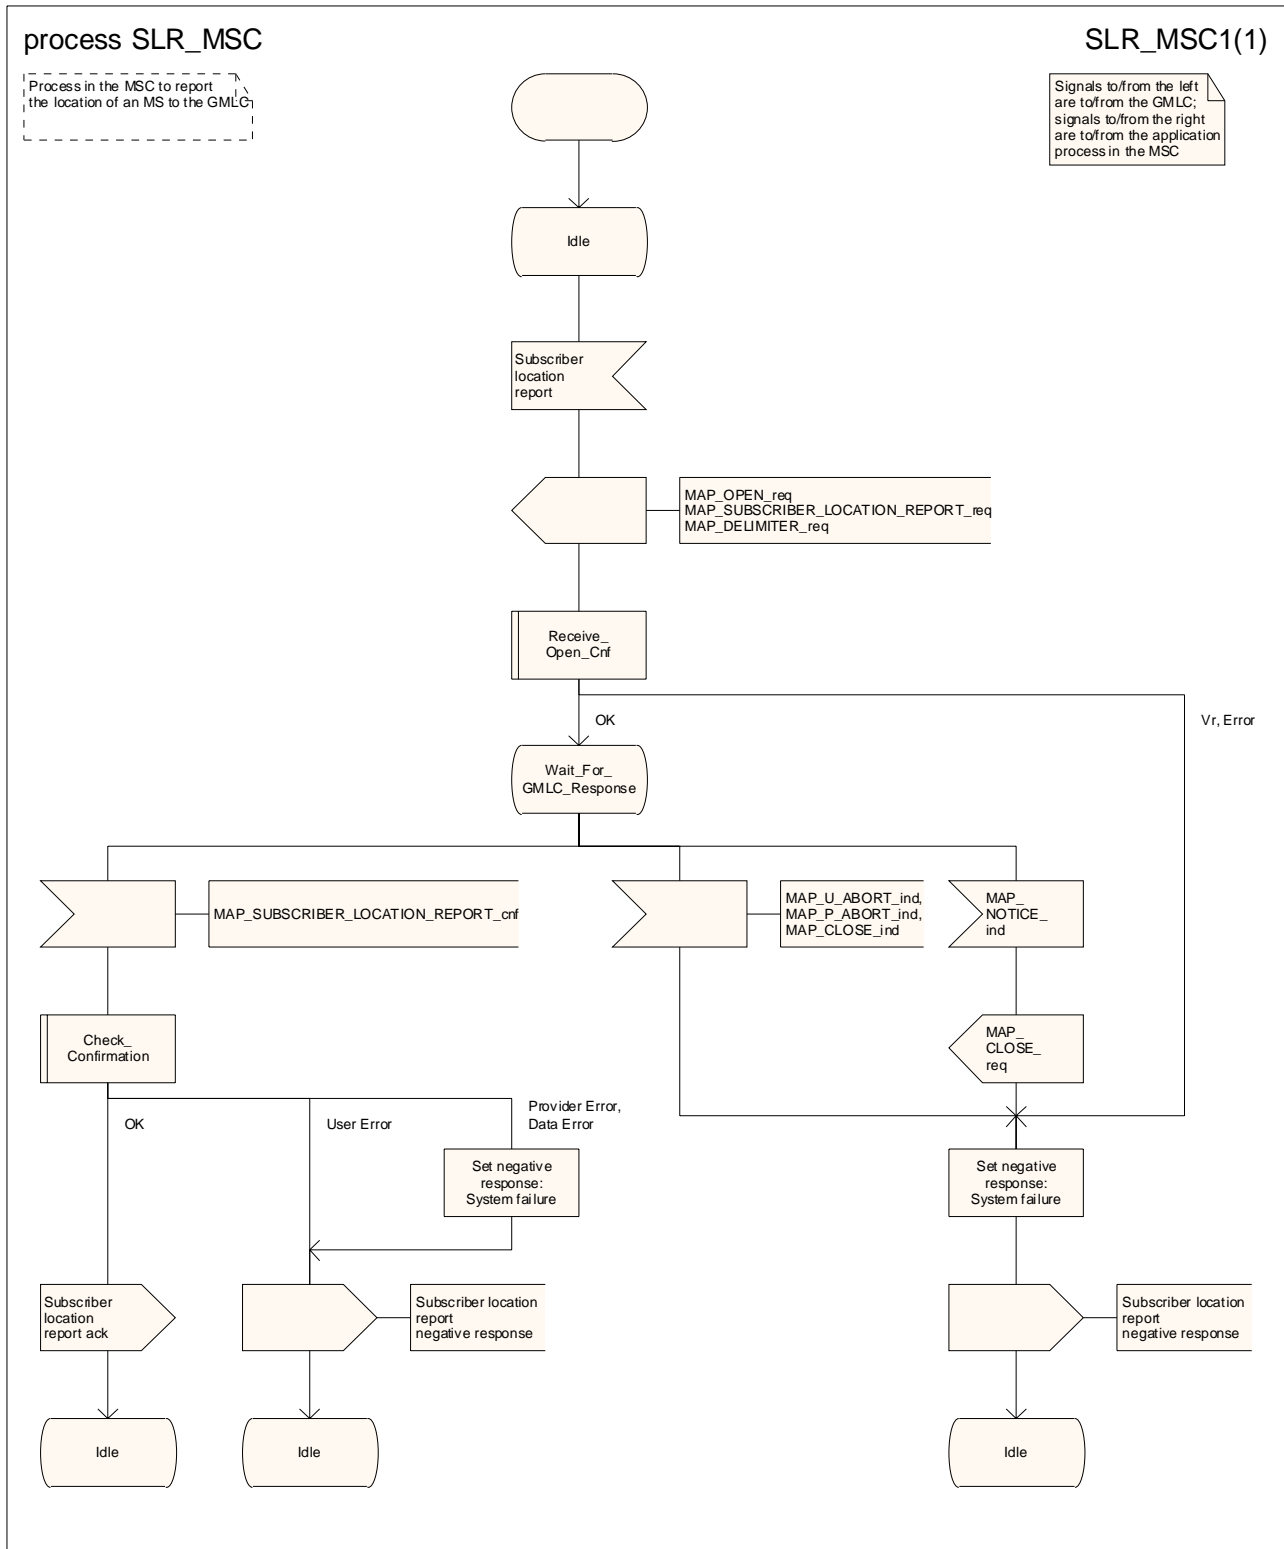 process SLR_MSC
SLR_MSC1(1)
Process in the MSC to report
the location of an MS to the GMLC
Signals to/from the left
are to/from the GMLC;
signals to/from the right
are to/from the application
process in the MSC
Idle
Subscriber
location
report
MAP_OPEN_req
MAP_SUBSCRIBER_LOCATION_REPORT_req
MAP_DELIMITER_req
Receive_
Open_Cnf
OK
Vr, Error
Wait_For_
GMLC_Response
MAP_SUBSCRIBER_LOCATION_REPORT_cnf
MAP_U_ABORT_ind,
MAP_P_ABORT_ind,
MAP_CLOSE_ind
MAP_
NOTICE_
ind
Check_
Confirmation
MAP_
CLOSE_
req
OK
User Error
Provider Error,
Data Error
Set negative
response:
System failure
Set negative
response:
System failure
Subscriber
location
report ack
Subscriber location
report
negative response
Subscriber location
report
negative response
Idle
Idle
Idle